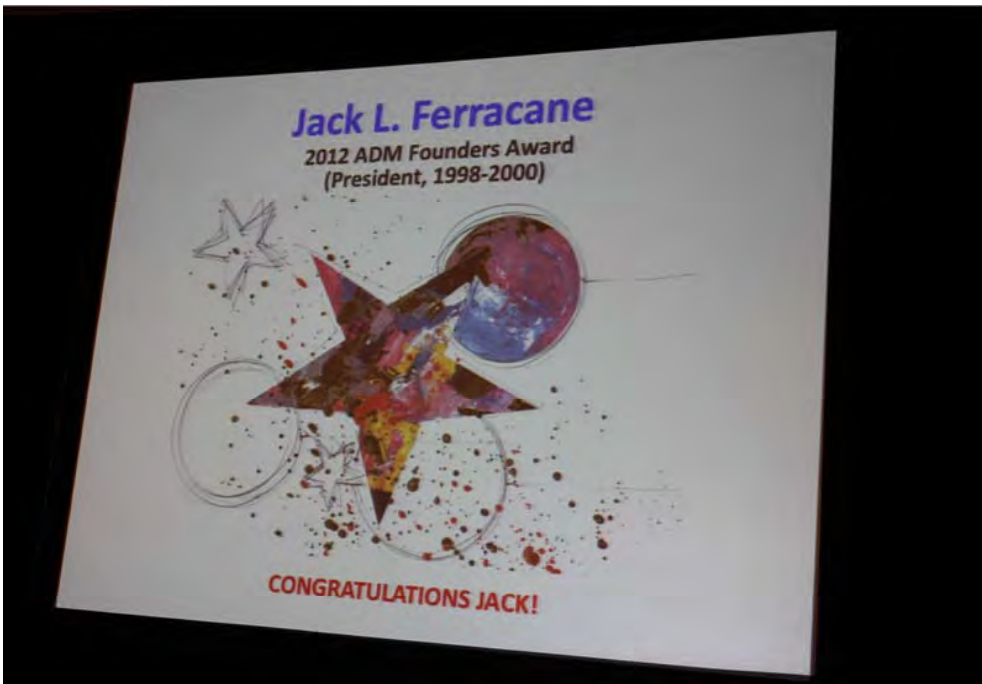 Jack L. Ferracane
2012 ADM Founders Award
(President, 1998-2000)
CONGRATULATIONS JACK!